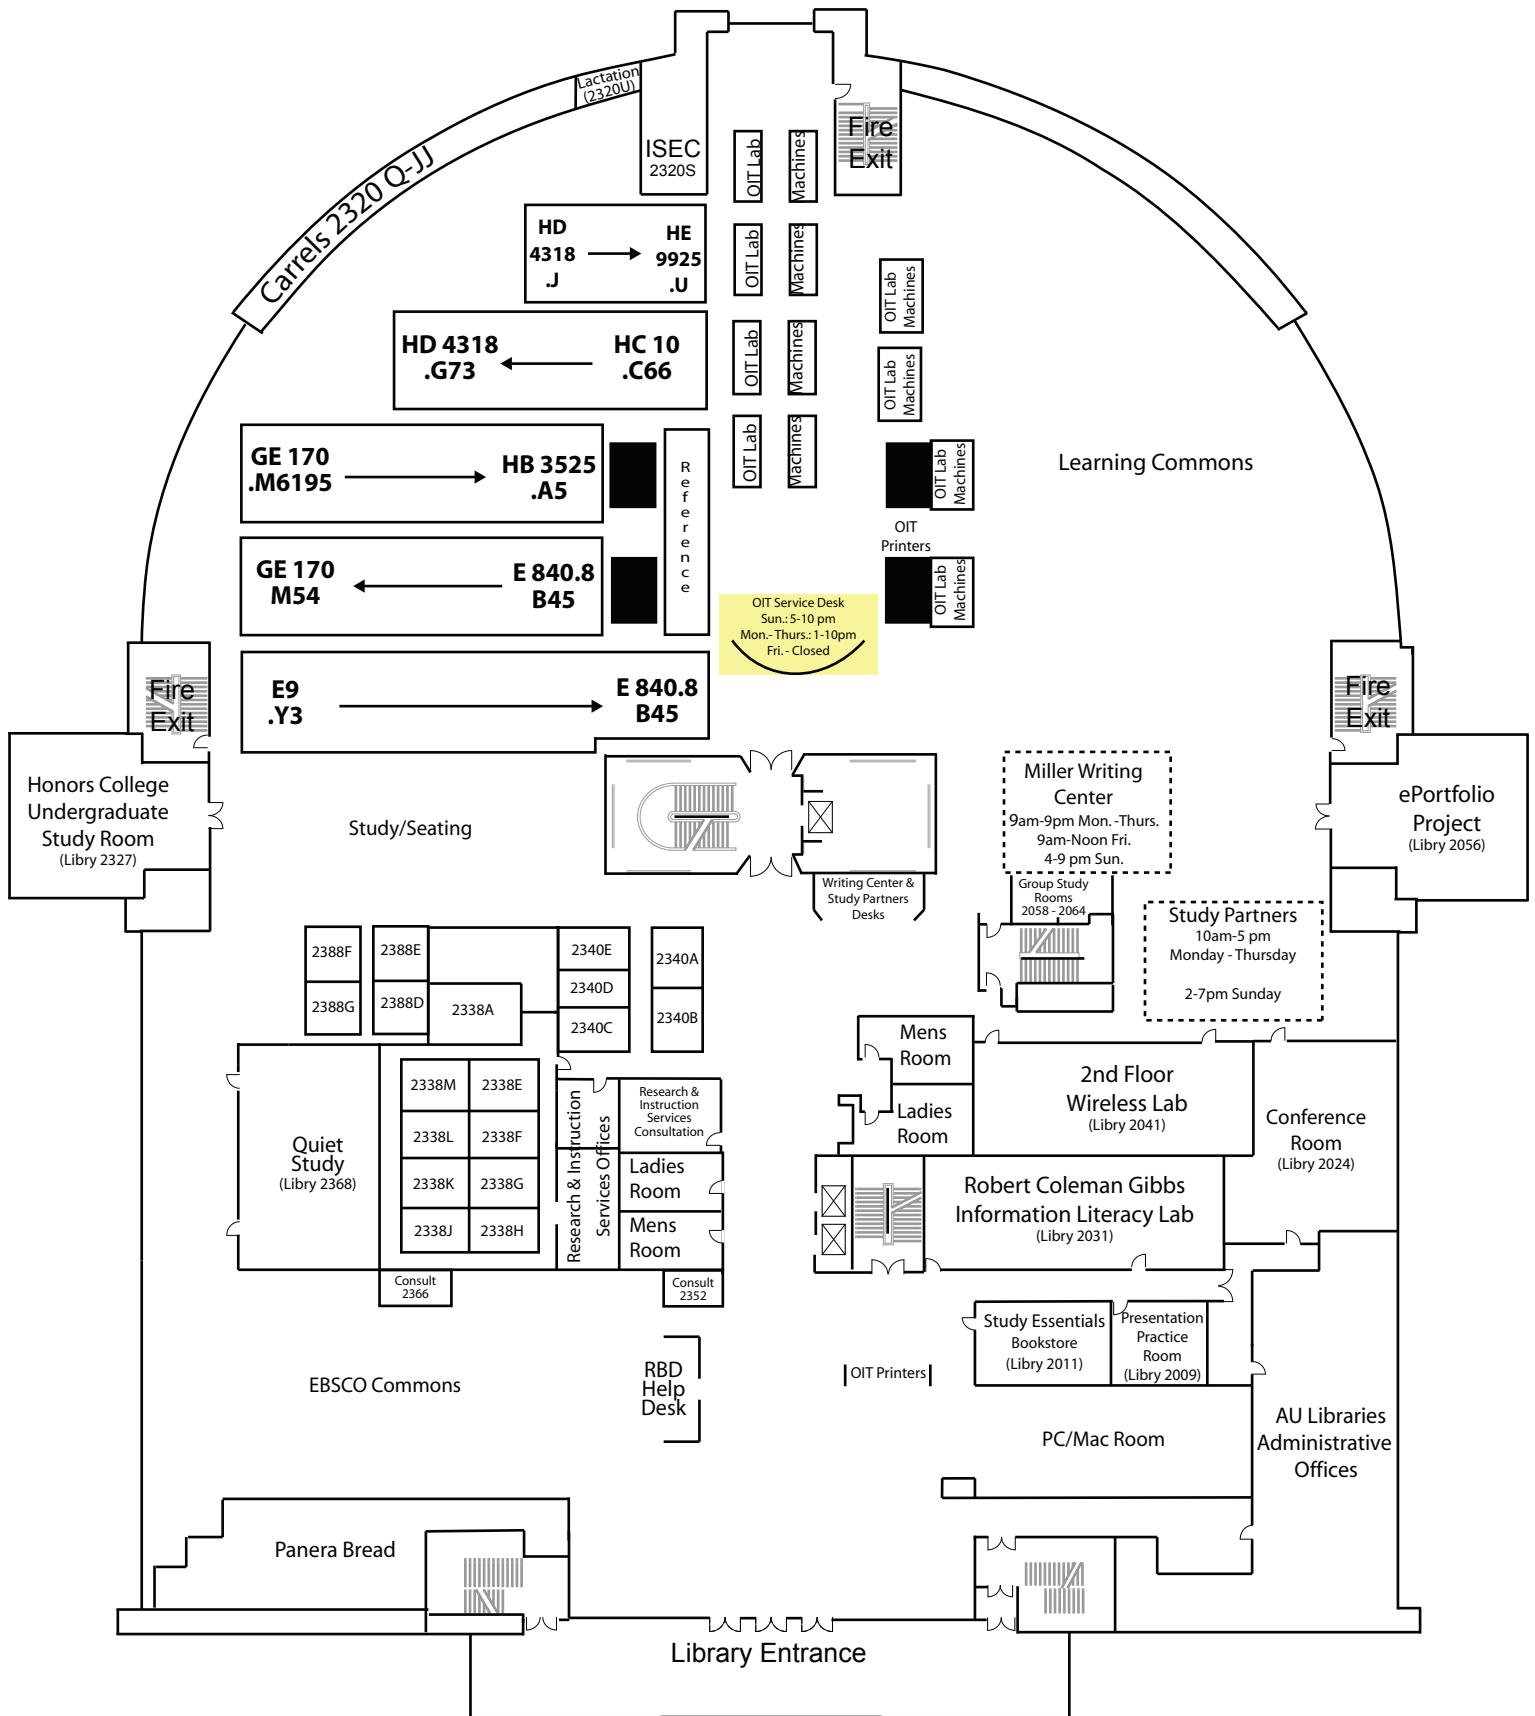 Lactation
(2320U)
Carrels 2320 Q-JJ
ISEC
2320S
Fire
Exit
OIT Lab
Machines
OIT Lab
Machines
OIT Lab
Machines
OIT Lab
Machines
HD
4318
.J
HE
9925
.U
OIT Lab
Machines
OIT Lab
Machines
HD 4318
.G73
HC 10
.C66
GE 170
.M6195
HB 3525
.A5
Reference
OIT Lab
Machines
Learning Commons
OIT
Printers
OIT Lab
Machines
GE 170
M54
E 840.8
B45
OIT Service Desk
Sun.: 5-10 pm
Mon.- Thurs.: 1-10pm
Fri. - Closed
E9
.Y3
E 840.8
B45
Fire
Exit
Fire
Exit
Honors College
Undergraduate
Study Room
(Libry 2327)
Study/Seating
Miller Writing
Center
9am-9pm Mon. -Thurs.
9am-Noon Fri.
4-9 pm Sun.
ePortfolio
Project
(Libry 2056)
Writing Center &
Study Partners
Desks
Group Study
Rooms
2058 - 2064
Study Partners
10am-5 pm
Monday - Thursday
2-7pm Sunday
2388F
2388E
2340E
2340A
2388G
2388D
2338A
2340D
2340C
2340B
Mens
Room
Ladies
Room
2nd Floor
Wireless Lab
(Libry 2041)
Conference
Room
(Libry 2024)
2338M
2338E
2338L
2338F
2338K
2338G
2338J
2338H
Quiet
Study
(Libry 2368)
Research & Instruction
Services Offices
Research &
Instruction
Services
Consultation
Ladies
Room
Mens
Room
Robert Coleman Gibbs
Information Literacy Lab
(Libry 2031)
Consult
2366
Consult
2352
Study Essentials
Bookstore
(Libry 2011)
Presentation
Practice
Room
(Libry 2009)
EBSCO Commons
RBD
Help
Desk
OIT Printers
PC/Mac Room
AU Libraries
Administrative
Offices
Panera Bread
Library Entrance